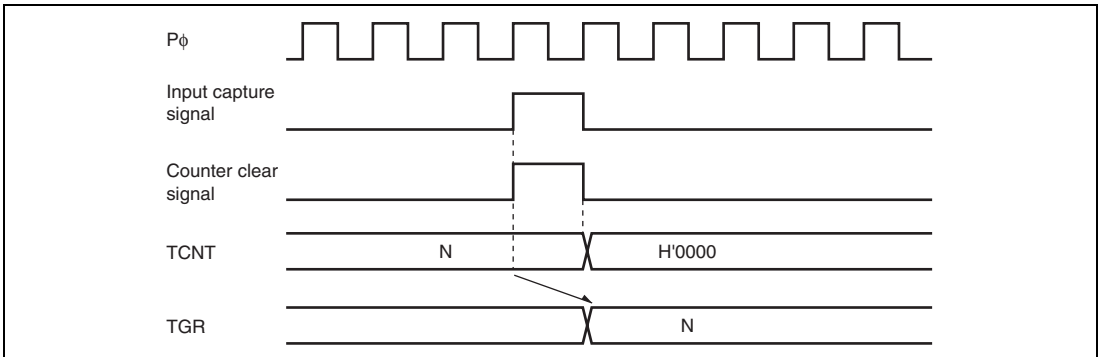 Pϕ
Input capture
signal
Counter clear
signal
TCNT
N
H'0000
TGR
N